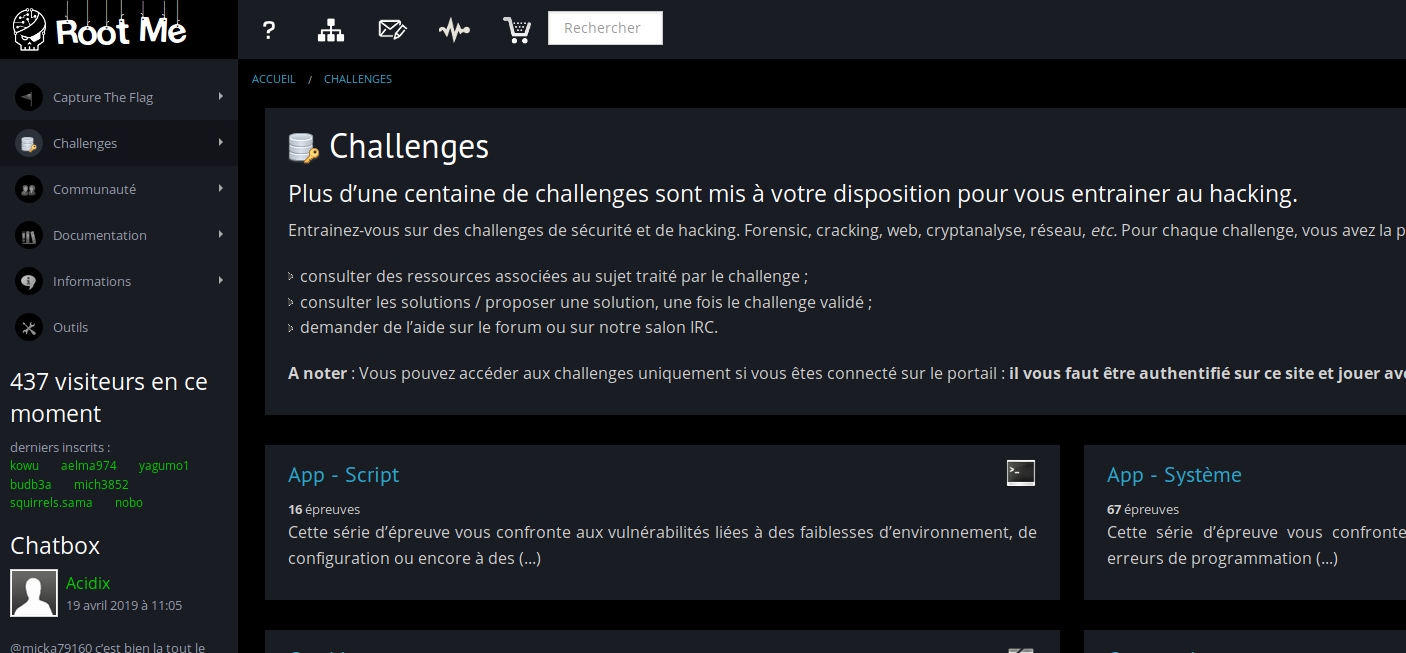 Root Me
?
Rechercher
ACCUEIL / CHALLENGES
Capture The Flag
Challenges
Communauté
Documentation
Informations
Outils
437 visiteurs en ce
moment
derniers inscrits :
kowu aelma974 yagumo1
budb3a mich3852
squirrels.sama nobo
Chatbox
Acidix
19 avril 2019 à 11:05
@micka79160 c'est bien la tout le
Challenges
Plus d’une centaine de challenges sont mis à votre disposition pour vous entrainer au hacking.
Entrainez-vous sur des challenges de sécurité et de hacking. Forensic, cracking, web, cryptanalyse, réseau, etc. Pour chaque challenge, vous avez la p
consulter des ressources associées au sujet traité par le challenge ;
consulter les solutions / proposer une solution, une fois le challenge validé ;
demander de l’aide sur le forum ou sur notre salon IRC.
A noter : Vous pouvez accéder aux challenges uniquement si vous êtes connecté sur le portail : il vous faut être authentifié sur ce site et jouer ave
App - Script
16 épreuves
Cette série d’épreuve vous confronte aux vulnérabilités liées à des faiblesses d’environnement, de
configuration ou encore à des (...)
App - Système
67 épreuves
Cette série d’épreuve vous confronte
erreurs de programmation (...)